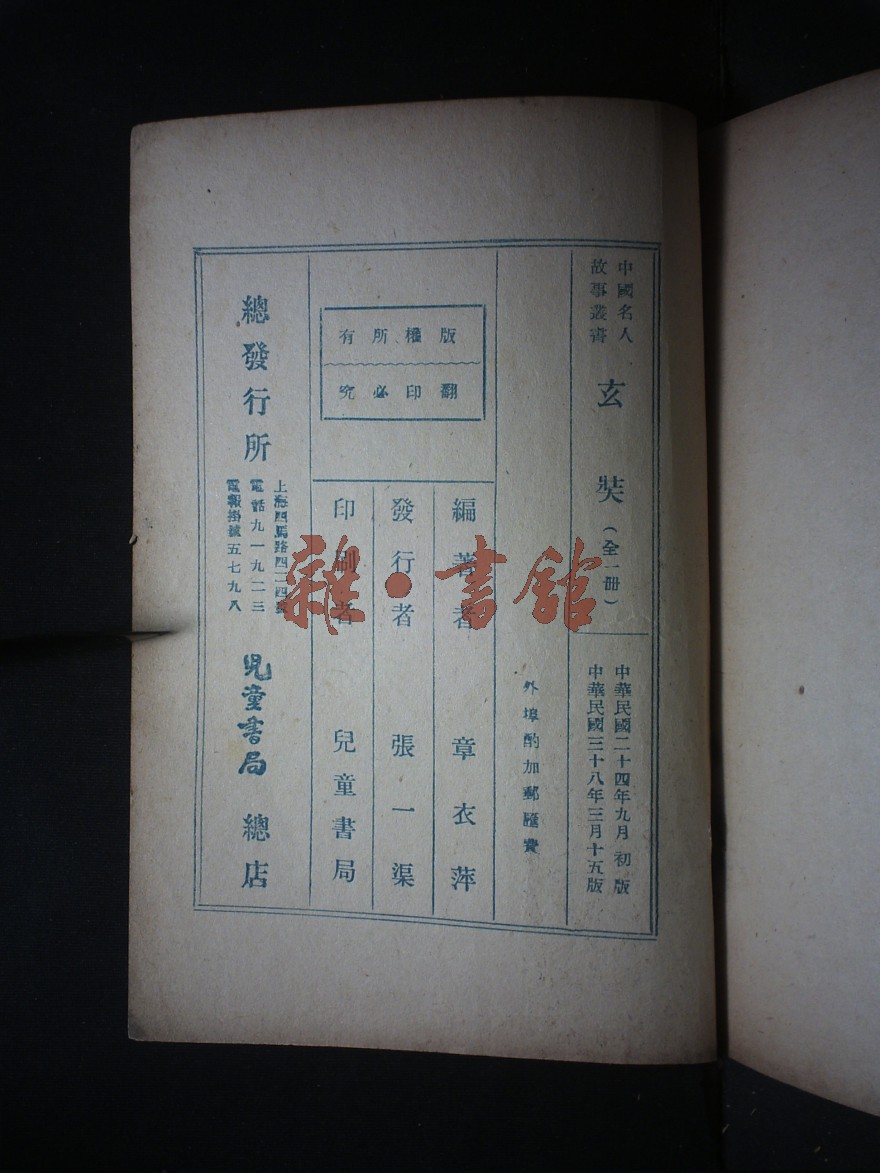 中國名人
故事叢書
玄奘（全一冊）
中華民國二十四年九月初版
中華民國三十八年三月十五版
外埠酌加郵匯費
版權所有
翻印必究
編著者 章衣萍
發行者 張一渠
印刷者 兒童書局
總發行所
上海四馬路四二四號
電話九一九二三
電報掛號五七九八
兒童書局 總店
雜·書館